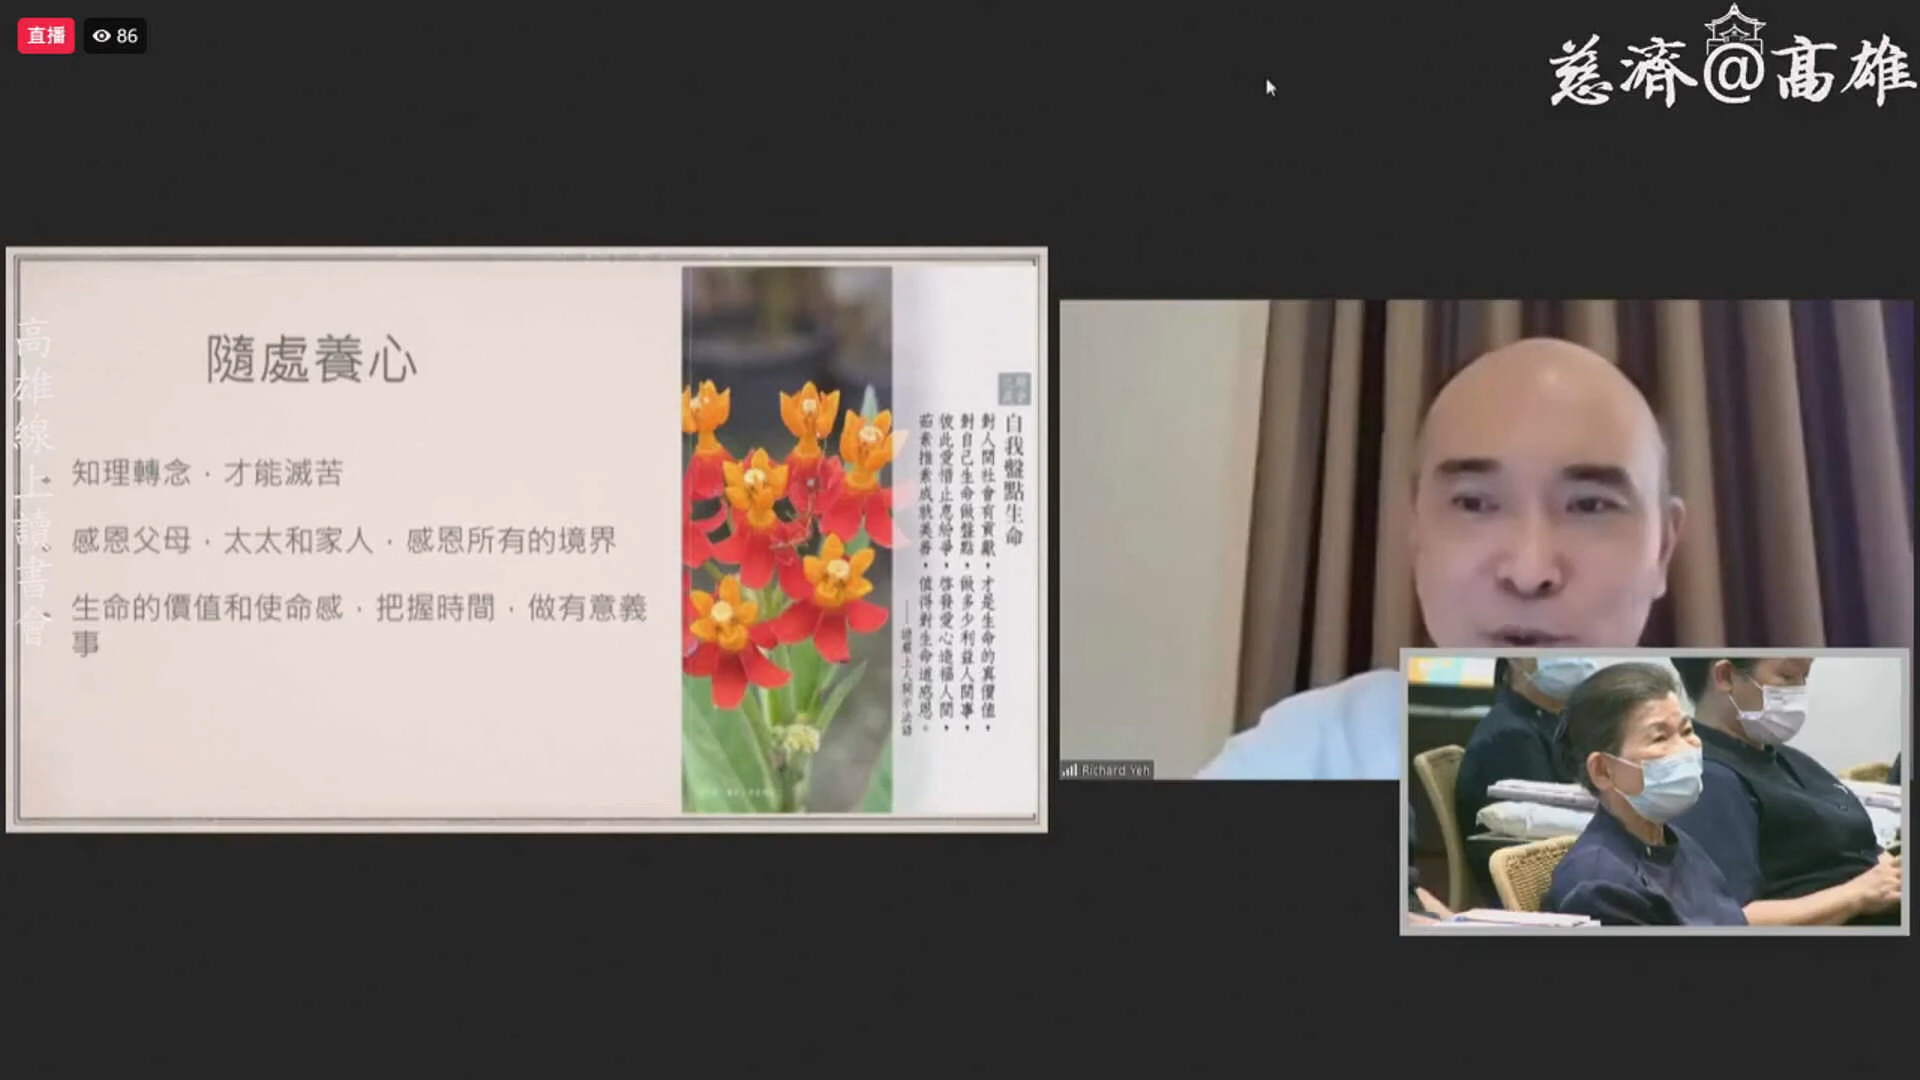 直播 86
慈濟@高雄
高雄線上讀書會
隨處養心
知理轉念，才能滅苦
感恩父母，太太和家人，感恩所有的境界
生命的價值和使命感，把握時間，做有意義
事
自我盤點生命
對人間社會有貢獻，才是生命的真價值，
對自己生命做盤點，做多少利益人間事，
彼此愛惜止息紛爭，啓發愛心造福人間，
茹素推素成就美善，值得對生命道感恩。
Richard Yeh